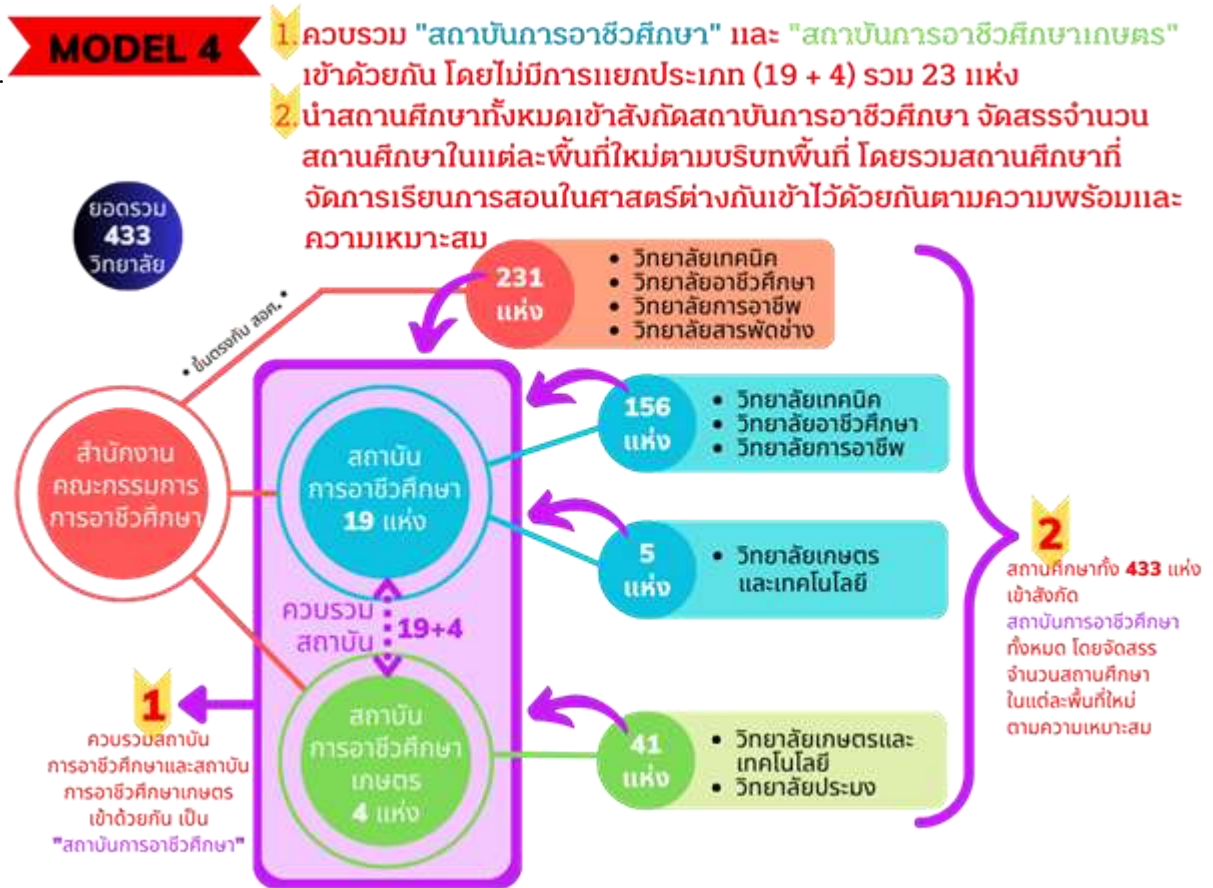 MODEL 4
1. ควบรวม "สถาบันการอาชีวศึกษา" และ "สถาบันการอาชีวศึกษาเกษตร"
เข้าด้วยกัน โดยไม่มีการแยกประเภท (19 + 4) รวม 23 แห่ง
2. นำสถานศึกษาทั้งหมดเข้าสังกัดสถาบันการอาชีวศึกษา จัดสรรจำนวน
สถานศึกษาในแต่ละพื้นที่ใหม่ตามบริบทพื้นที่ โดยรวมสถานศึกษาที่
จัดการเรียนการสอนในศาสตร์ต่างกันเข้าไว้ด้วยกันตามความพร้อมและ
ความเหมาะสม
ยอดรวม
433
วิทยาลัย
• ขึ้นตรงกับ สอศ. •
231
แห่ง
• วิทยาลัยเทคนิค
• วิทยาลัยอาชีวศึกษา
• วิทยาลัยการอาชีพ
• วิทยาลัยสารพัดช่าง
สำนักงาน
คณะกรรมการ
การอาชีวศึกษา
สถาบัน
การอาชีวศึกษา
19 แห่ง
156
แห่ง
• วิทยาลัยเทคนิค
• วิทยาลัยอาชีวศึกษา
• วิทยาลัยการอาชีพ
5
แห่ง
• วิทยาลัยเกษตร
และเทคโนโลยี
ควบรวม
สถาบัน
19+4
สถาบัน
การอาชีวศึกษา
เกษตร
4 แห่ง
41
แห่ง
• วิทยาลัยเกษตรและ
เทคโนโลยี
• วิทยาลัยประมง
1
ควบรวมสถาบัน
การอาชีวศึกษาและสถาบัน
การอาชีวศึกษาเกษตร
เข้าด้วยกัน เป็น
"สถาบันการอาชีวศึกษา"
2
สถานศึกษาทั้ง 433 แห่ง
เข้าสังกัด
สถาบันการอาชีวศึกษา
ทั้งหมด โดยจัดสรร
จำนวนสถานศึกษา
ในแต่ละพื้นที่ใหม่
ตามความเหมาะสม